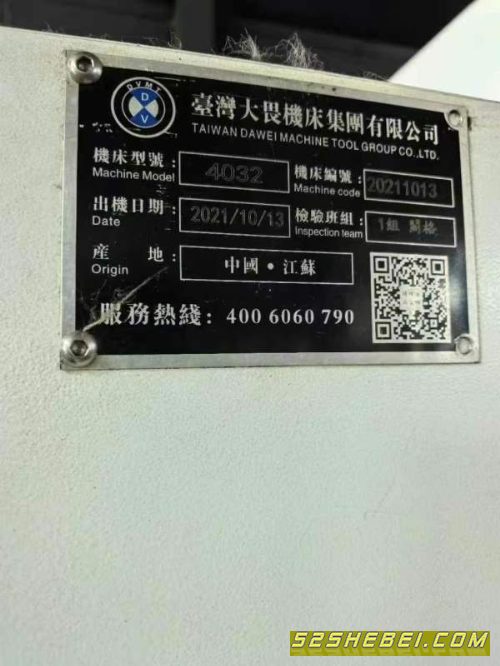 DVMT
D
V
臺灣大畏機床集團有限公司
TAIWAN DAWEI MACHINE TOOL GROUP CO.,LTD.
機床型號： 4032 機床編號： 20211013
Machine Model Machine code
出機日期： 2021/10/13 檢驗班組： 1組
Date Inspection team
產 地： 中國·江蘇
Origin
服務熱綫： 400 6060 790
52SHEBEI.COM